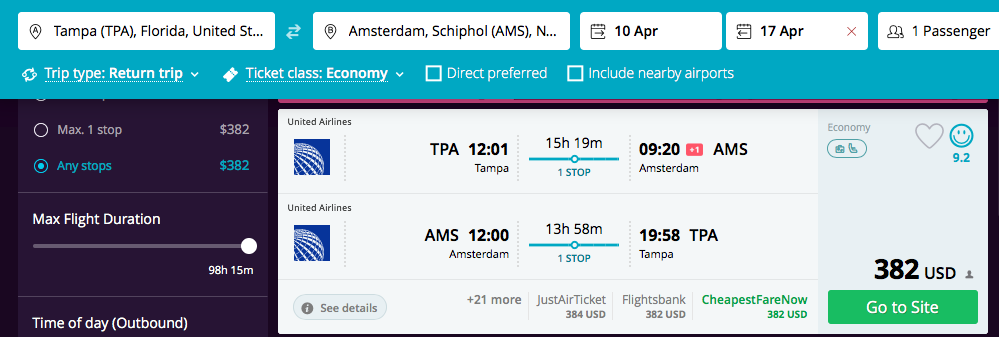 Tampa (TPA), Florida, United St...
Amsterdam, Schiphol (AMS), N...
10 Apr
17 Apr
1 Passenger
Trip type: Return trip
Ticket class: Economy
Direct preferred
Include nearby airports
Max. 1 stop $382
Any stops $382
Max Flight Duration
98h 15m
Time of day (Outbound)
United Airlines
TPA 12:01
Tampa
15h 19m
1 STOP
09:20 +1 AMS
Amsterdam
United Airlines
AMS 12:00
Amsterdam
13h 58m
1 STOP
19:58 TPA
Tampa
See details
+21 more
JustAirTicket
384 USD
Flightsbank
382 USD
CheapestFareNow
382 USD
Economy
9.2
382 USD
Go to Site